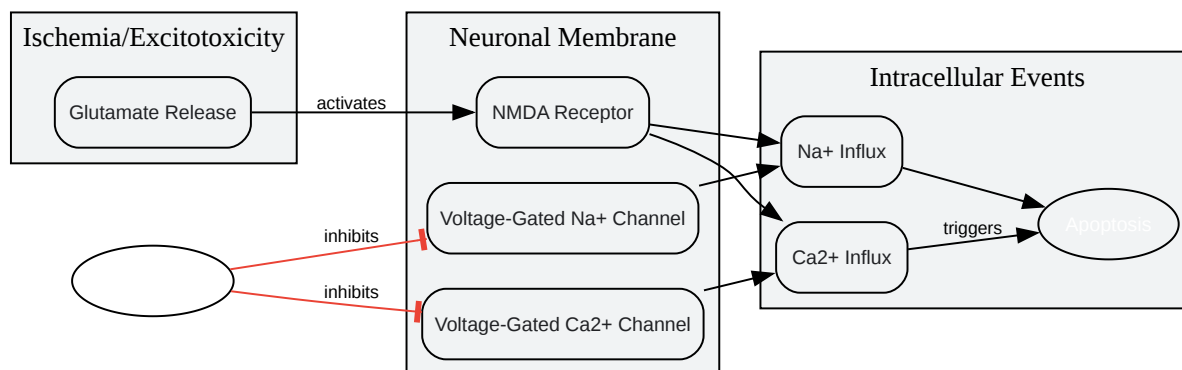 Ischemia/Excitotoxicity
Glutamate Release
activates
Neuronal Membrane
NMDA Receptor
Voltage-Gated Na+ Channel
Voltage-Gated Ca2+ Channel
inhibits
inhibits
Intracellular Events
Na+ Influx
Ca2+ Influx
triggers
Apoptosis